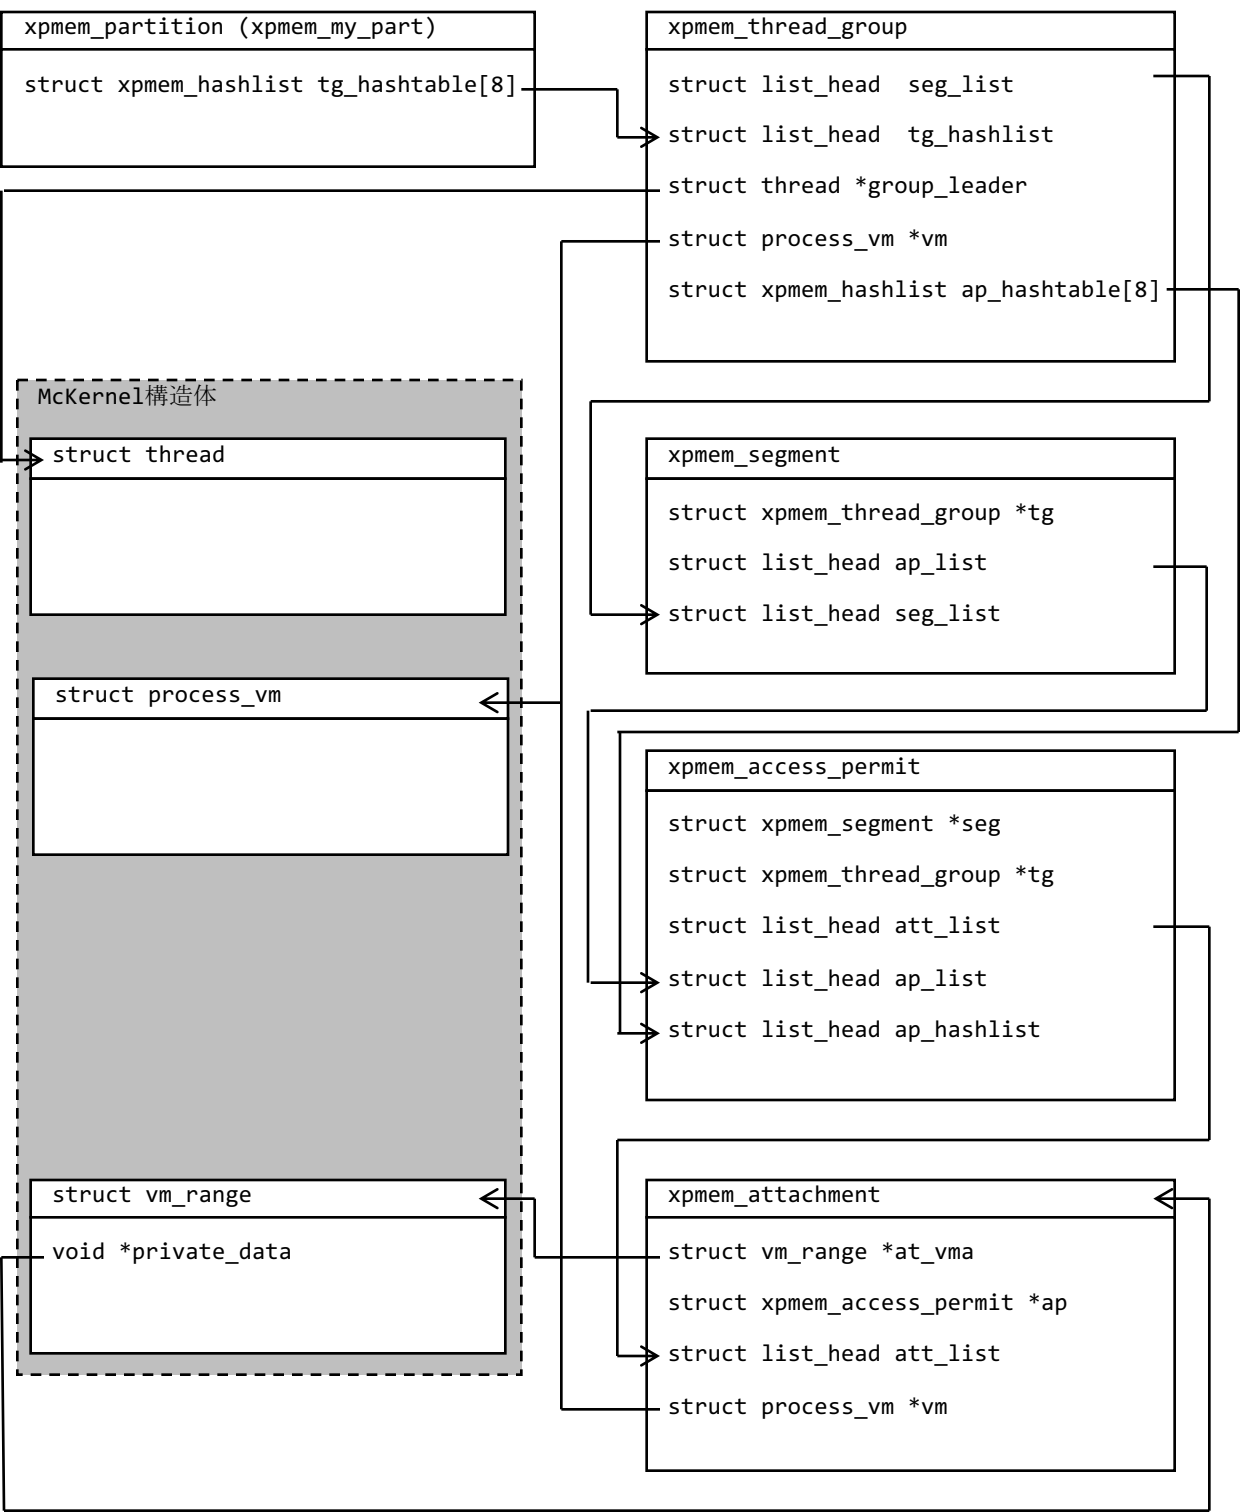 xpmem_partition (xpmem_my_part)
struct xpmem_hashlist tg_hashtable[8]
xpmem_thread_group
struct list_head  seg_list
struct list_head  tg_hashlist
struct thread *group_leader
struct process_vm *vm
struct xpmem_hashlist ap_hashtable[8]
McKernel構造体
struct thread
struct process_vm
struct vm_range
void *private_data
xpmem_segment
struct xpmem_thread_group *tg
struct list_head ap_list
struct list_head seg_list
xpmem_access_permit
struct xpmem_segment *seg
struct xpmem_thread_group *tg
struct list_head att_list
struct list_head ap_list
struct list_head ap_hashlist
xpmem_attachment
struct vm_range *at_vma
struct xpmem_access_permit *ap
struct list_head att_list
struct process_vm *vm